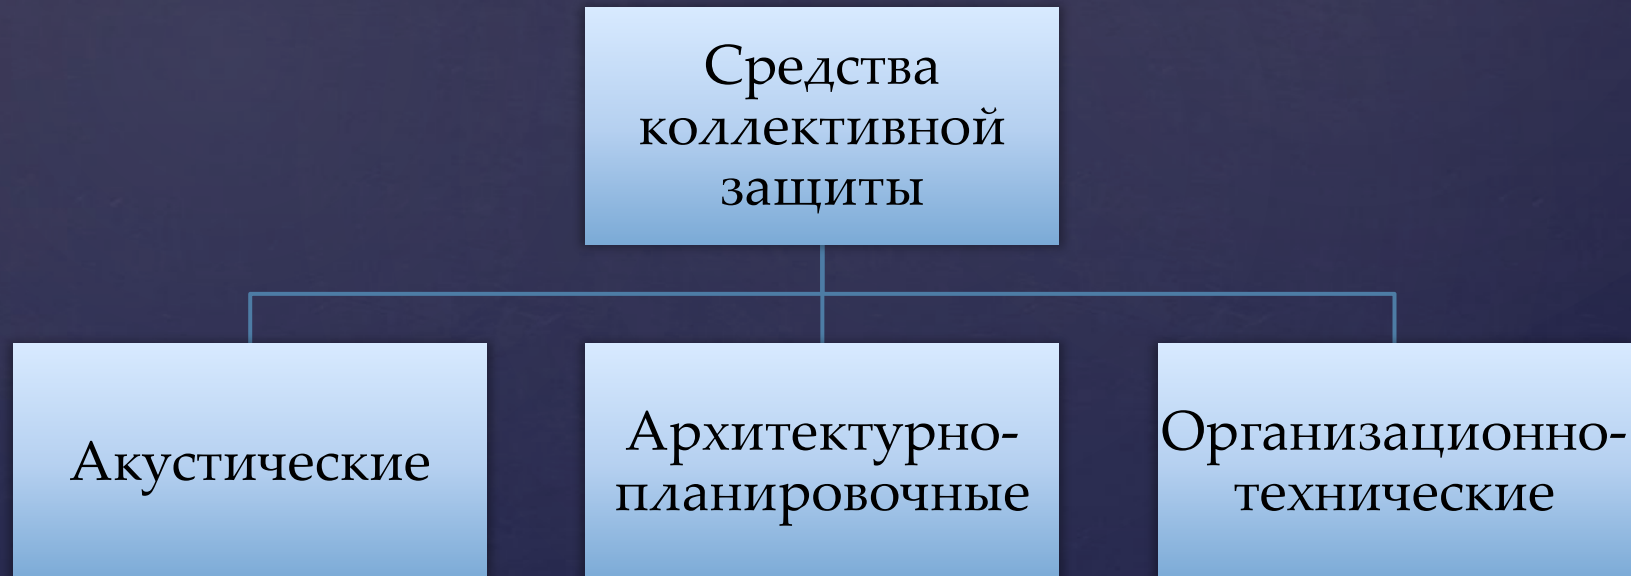 Средства
коллективной
защиты
Акустические
Архитектурно-
планировочные
Организационно-
технические